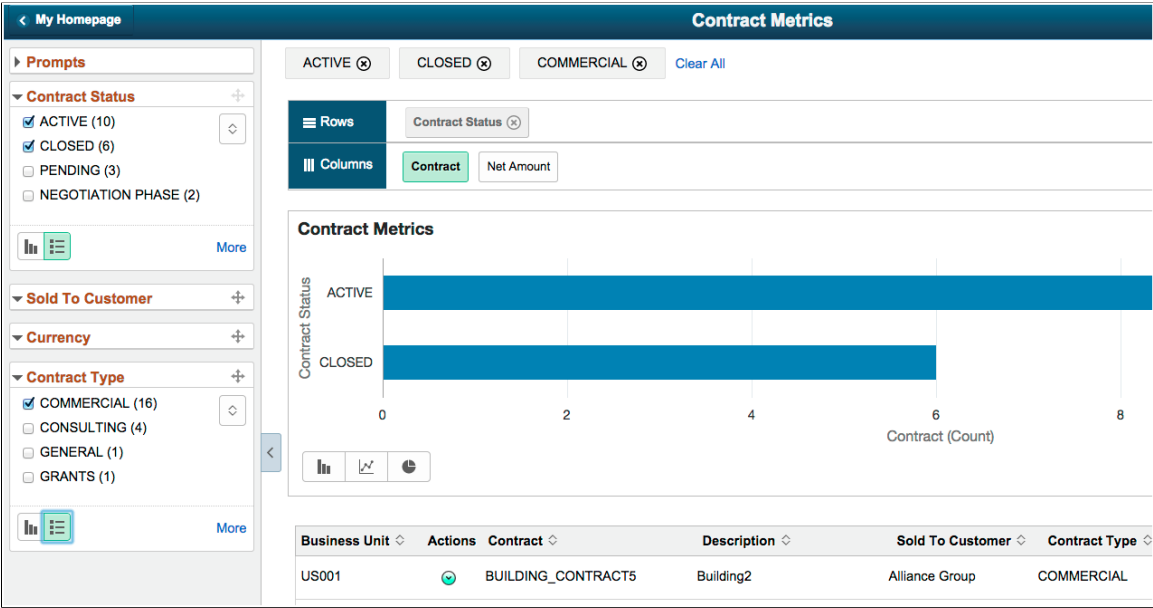 My Homepage
Contract Metrics
Prompts
Contract Status
ACTIVE (10)
CLOSED (6)
PENDING (3)
NEGOTIATION PHASE (2)
More
Sold To Customer
Currency
Contract Type
COMMERCIAL (16)
CONSULTING (4)
GENERAL (1)
GRANTS (1)
More
ACTIVE CLOSED COMMERCIAL Clear All
Rows Contract Status
Columns Contract Net Amount
Contract Metrics
Contract Status
ACTIVE
CLOSED
0 2 4 6 8
Contract (Count)
Business Unit Actions Contract Description Sold To Customer Contract Type
US001 BUILDING_CONTRACT5 Building2 Alliance Group COMMERCIAL